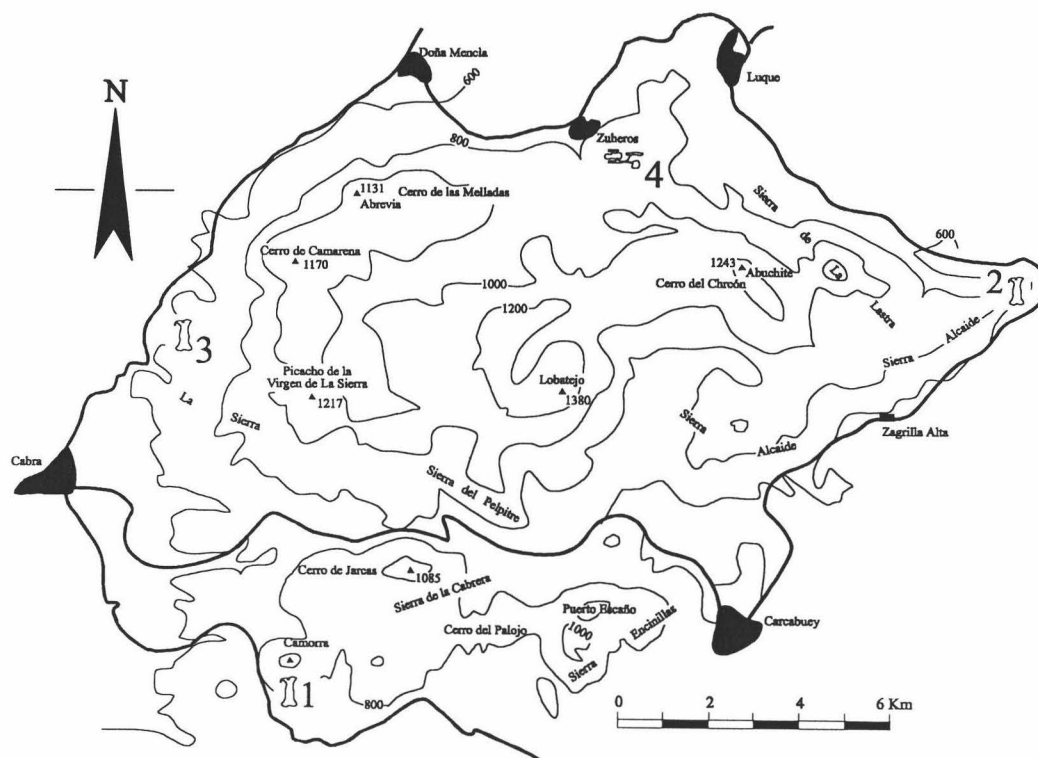 Doña Mencla
Luque
600
N
Zuheros
800
4
1131
Abrevia
Cerro de las Melladas
Sierra
de
La
Lastra
Cerro de Camarena
1170
1243
Abuchite
Cerro del Chrcón
600
2
1000
1200
Alcaide
Sierra
3
Picacho de la
Virgen de La Sierra
1217
Lobatejo
1380
La
Sierra
Sierra
Alcaide
Zagrilla Alta
Cabra
Sierra del Pelpitre
Cerro de Jarcas
1085
Sierra de la Cabrera
Puerto Escaño
1000
Encinillas
Sierra
Cerro del Palojo
Carcabuey
Camorra
1
800
0 2 4 6 Km